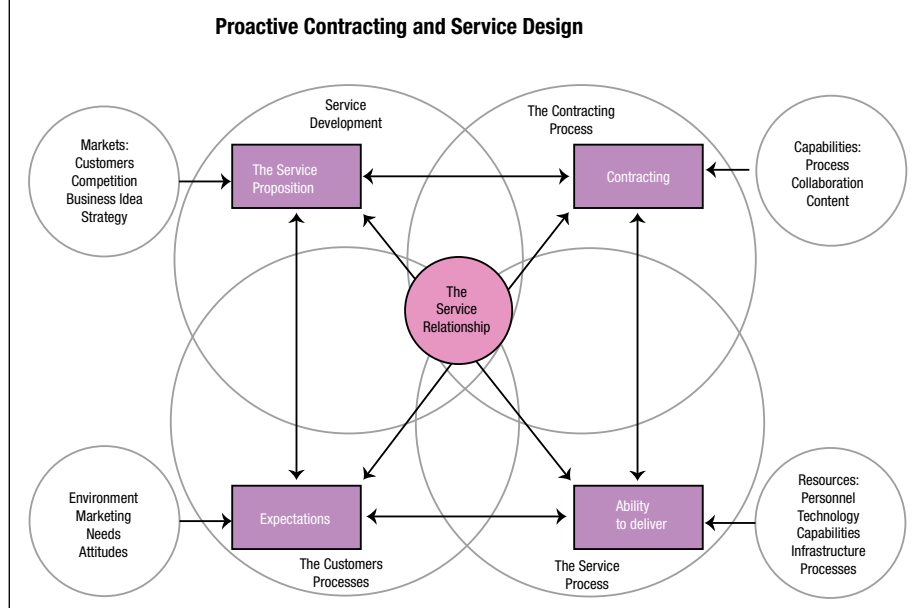 Proactive Contracting and Service Design
Service
Development
The Contracting
Process
Markets:
Customers
Competition
Business Idea
Strategy
The Service
Proposition
Contracting
Capabilities:
Process
Collaboration
Content
The
Service
Relationship
Environment
Marketing
Needs
Attitudes
Expectations
Ability
to deliver
Resources:
Personnel
Technology
Capabilities
Infrastructure
Processes
The Customers
Processes
The Service
Process